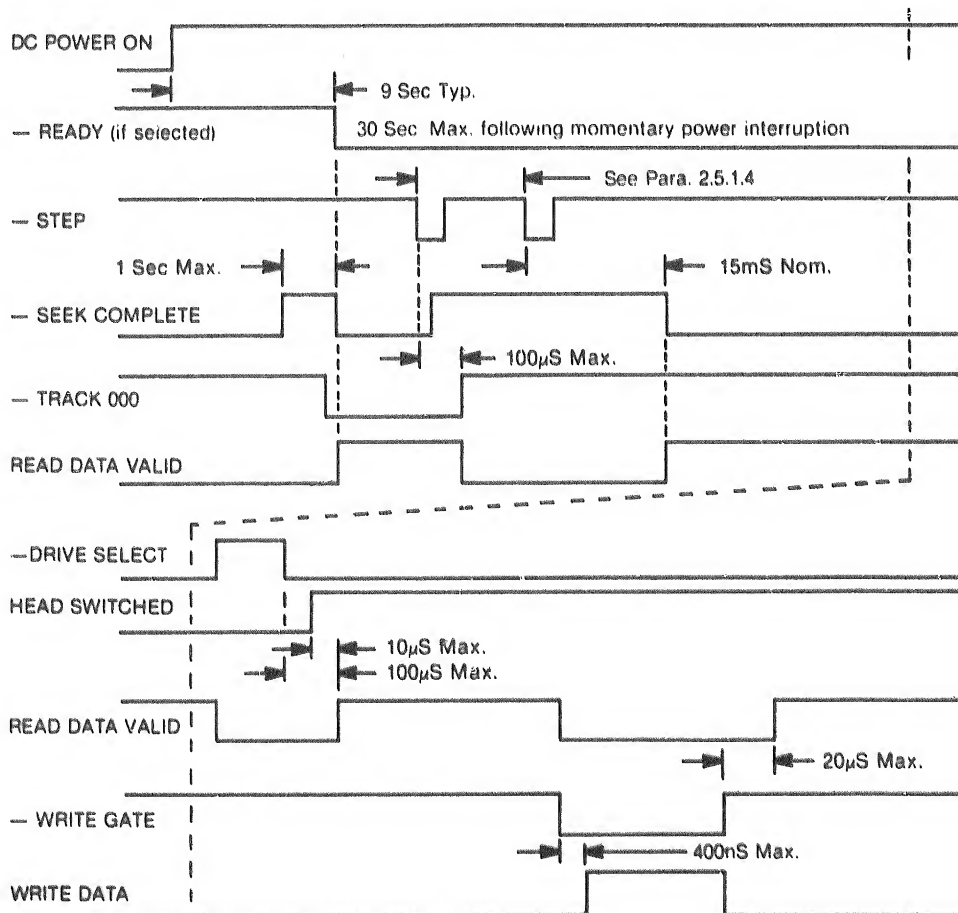 DC POWER ON
9 Sec Typ.
— READY (if selected)
30 Sec Max. following momentary power interruption
See Para. 2.5.1.4
— STEP
1 Sec Max.
15mS Nom.
— SEEK COMPLETE
100µS Max.
— TRACK 000
READ DATA VALID
—DRIVE SELECT
HEAD SWITCHED
10µS Max.
100µS Max.
READ DATA VALID
20µS Max.
— WRITE GATE
400nS Max.
WRITE DATA